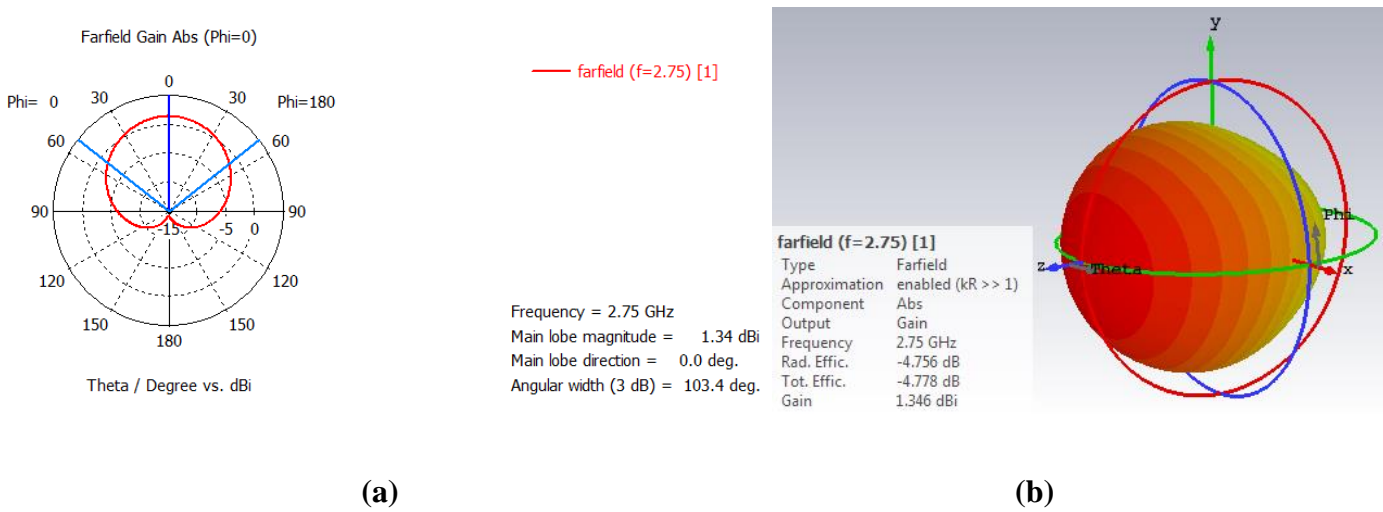 Farfield Gain Abs (Phi=0)
farfield (f=2.75) [1]
0
Phi= 0 30 30 Phi=180
60 60
90 -15 -5 0 90
120 120
150 150
180
Theta / Degree vs. dBi
Frequency = 2.75 GHz
Main lobe magnitude = 1.34 dBi
Main lobe direction = 0.0 deg.
Angular width (3 dB) = 103.4 deg.
y
Phi
z Theta x
farfield (f=2.75) [1]
Type Farfield
Approximation enabled (kR >> 1)
Component Abs
Output Gain
Frequency 2.75 GHz
Rad. Effic. -4.756 dB
Tot. Effic. -4.778 dB
Gain 1.346 dBi
(a) (b)